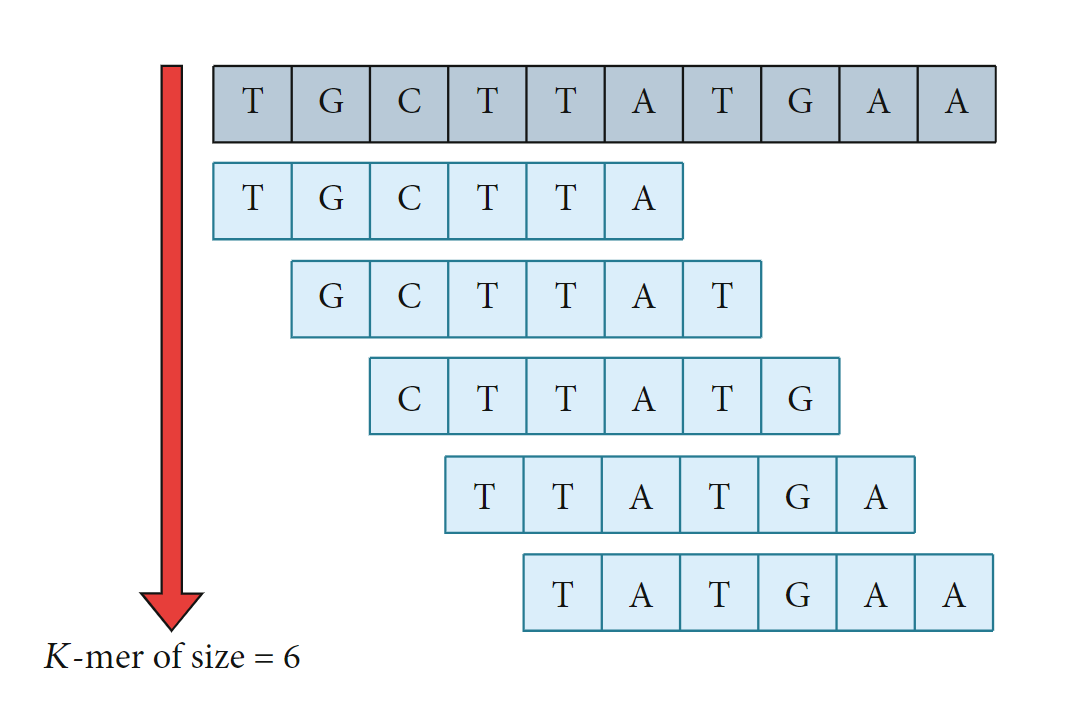 T G C T T A T G A A
T G C T T A
G C T T A T
C T T A T G
T T A T G A
T A T G A A
K-mer of size = 6